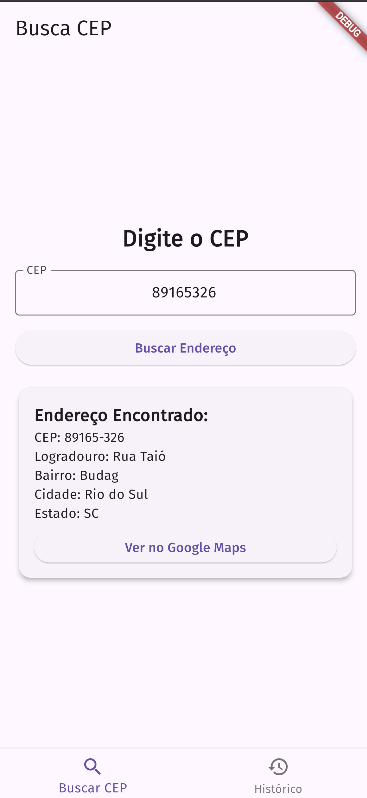 Busca CEP
DEBUG
Digite o CEP
CEP
89165326
Buscar Endereço
Endereço Encontrado:
CEP: 89165-326
Logradouro: Rua Taió
Bairro: Budag
Cidade: Rio do Sul
Estado: SC
Ver no Google Maps
Buscar CEP
Histórico